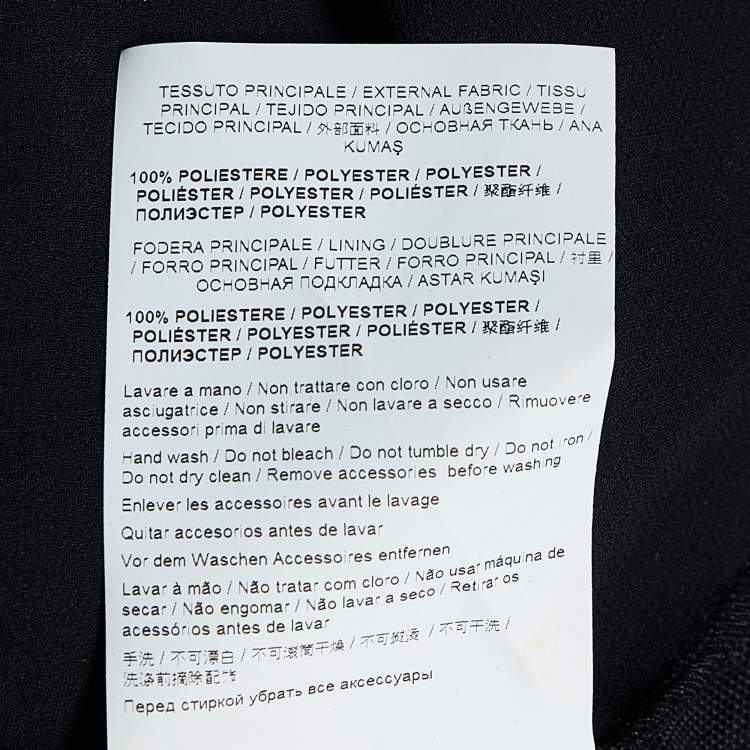 TESSUTO PRINCIPALE / EXTERNAL FABRIC / TISSU
PRINCIPAL / TEJIDO PRINCIPAL / AUßENGEWEBE /
TECIDO PRINCIPAL / 外部面料 / ОСНОВНАЯ ТКАНЬ / ANA
KUMAŞ
100% POLIESTERE / POLYESTER / POLYESTER /
POLIÉSTER / POLYESTER / POLIÉSTER / 聚酯纤维 /
ПОЛИЭСТЕР / POLYESTER
FODERA PRINCIPALE / LINING / DOUBLURE PRINCIPALE
/ FORRO PRINCIPAL / FUTTER / FORRO PRINCIPAL / 衬里 /
ОСНОВНАЯ ПОДКЛАДКА / ASTAR KUMAŞI
100% POLIESTERE / POLYESTER / POLYESTER /
POLIÉSTER / POLYESTER / POLIÉSTER / 聚酯纤维 /
ПОЛИЭСТЕР / POLYESTER
Lavare a mano / Non trattare con cloro / Non usare
asciugatrice / Non stirare / Non lavare a secco / Rimuovere
accessori prima di lavare
Hand wash / Do not bleach / Do not tumble dry / Do not iron /
Do not dry clean / Remove accessories before washing
Enlever les accessoires avant le lavage
Quitar accesorios antes de lavar
Vor dem Waschen Accessoires entfernen
Lavar à mão / Não tratar com cloro / Não usar máquina de
secar / Não engomar / Não lavar a seco / Retirar os
acessórios antes de lavar
手洗 / 不可漂白 / 不可滚筒干燥 / 不可熨烫 / 不可干洗 /
洗涤前摘除配饰
Перед стиркой убрать все аксессуары